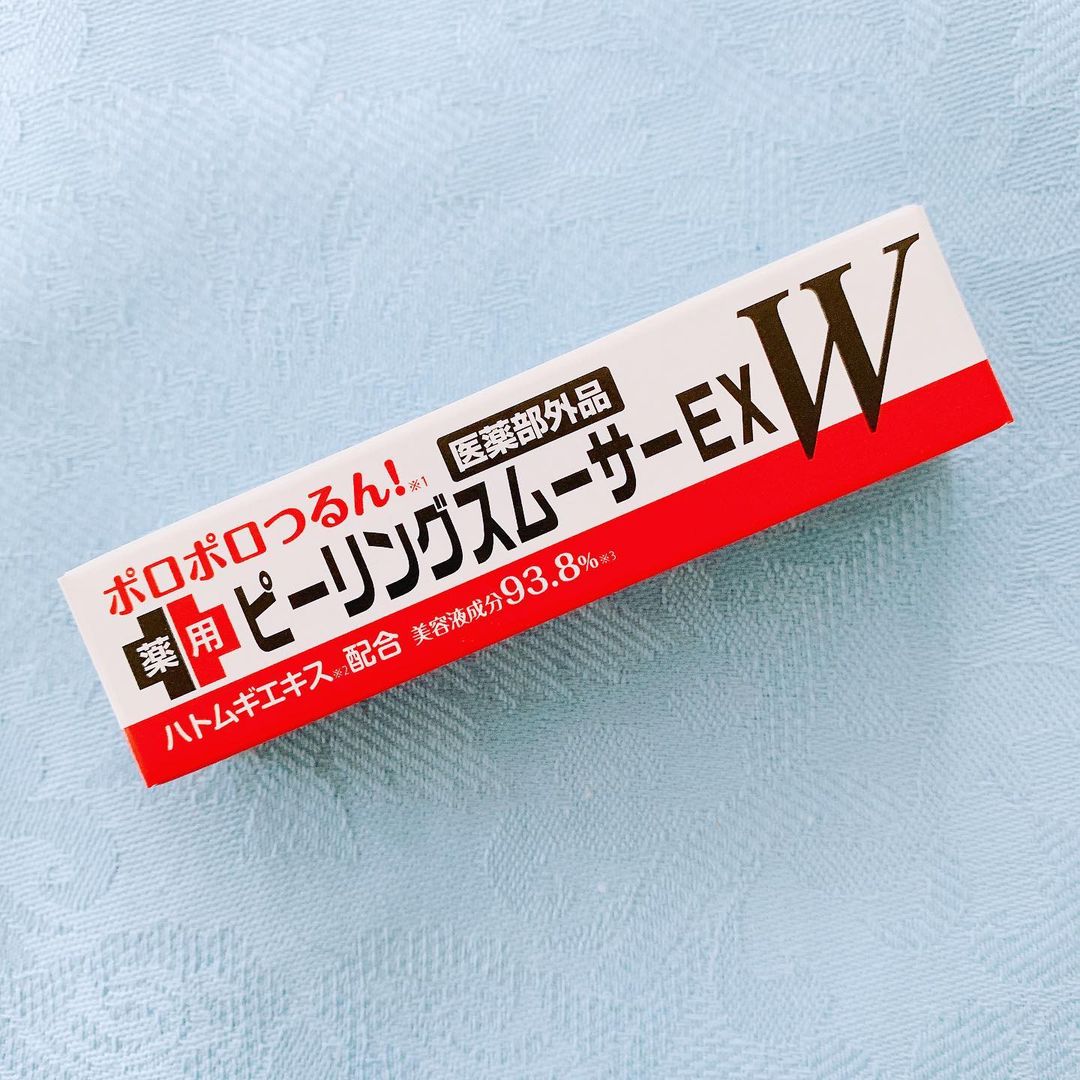 ポロポロつるん!※1
医薬部外品
薬用 ピーリングスムーサーEX W
ハトムギエキス※2配合 美容液成分93.8%※3